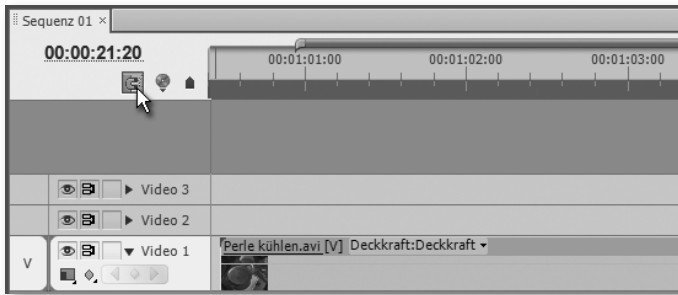 Sequenz 01 ×
00:00:21:20
00:01:01:00 00:01:02:00 00:01:03:00
Video 3
Video 2
V Video 1
Perle kühlen.avi [V] Deckkraft:Deckkraft